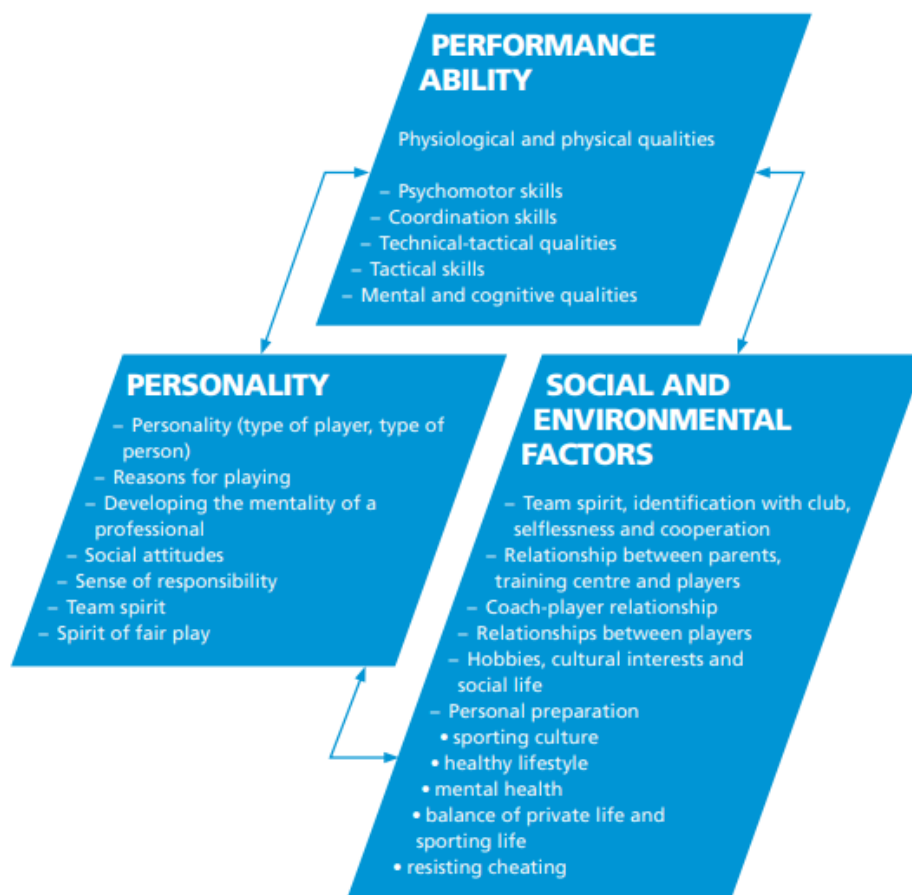 PERFORMANCE
ABILITY
Physiological and physical qualities
– Psychomotor skills
– Coordination skills
– Technical-tactical qualities
– Tactical skills
– Mental and cognitive qualities
PERSONALITY
– Personality (type of player, type of
person)
– Reasons for playing
– Developing the mentality of a
professional
– Social attitudes
– Sense of responsibility
– Team spirit
– Spirit of fair play
SOCIAL AND
ENVIRONMENTAL
FACTORS
– Team spirit, identification with club,
selflessness and cooperation
– Relationship between parents,
training centre and players
– Coach-player relationship
– Relationships between players
– Hobbies, cultural interests and
social life
– Personal preparation
• sporting culture
• healthy lifestyle
• mental health
• balance of private life and
sporting life
• resisting cheating